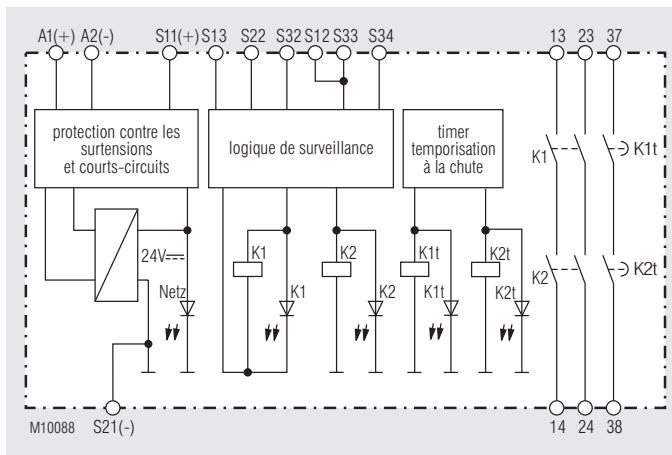 A1(+) A2(-) S11(+) S13 S22 S32 S12 S33 S34 13 23 37
protection contre les
surtensions
et courts-circuits
logique de surveillance
timer
temporisation
à la chute
K1 K1t
24V
K1 K2 K1t K2t
K2 K2t
Netz K1 K2 K1t K2t
M10088 S21(-) 14 24 38